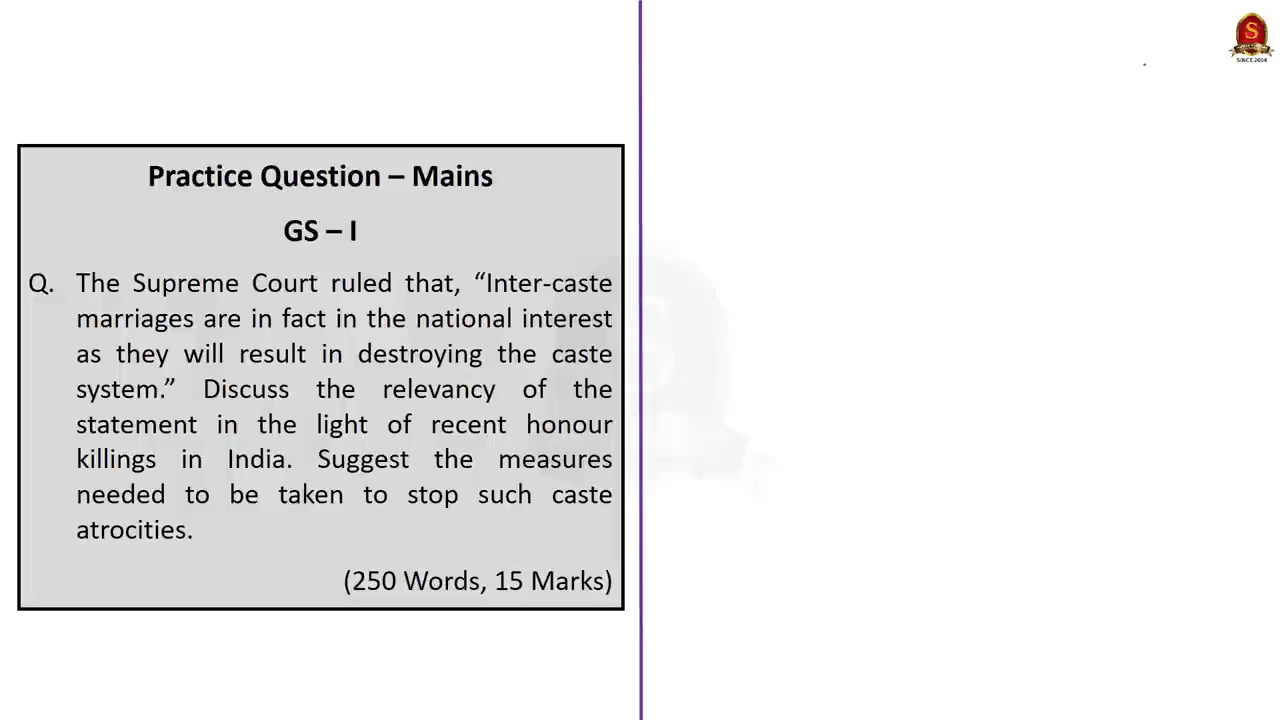 S
SINCE 2004
Practice Question – Mains
GS – I
Q. The Supreme Court ruled that, “Inter-caste
marriages are in fact in the national interest
as they will result in destroying the caste
system.” Discuss the relevancy of the
statement in the light of recent honour
killings in India. Suggest the measures
needed to be taken to stop such caste
atrocities.
(250 Words, 15 Marks)